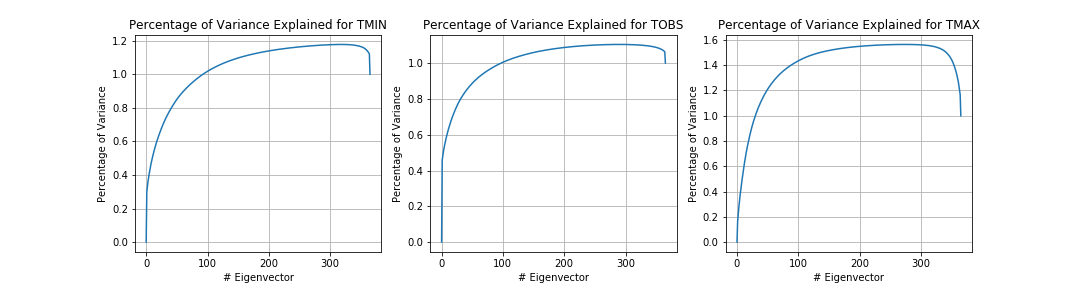 Percentage of Variance Explained for TMIN
Percentage of Variance Explained for TOBS
Percentage of Variance Explained for TMAX
Percentage of Variance
1.2
1.0
0.8
0.6
0.4
0.2
0.0
0 100 200 300
# Eigenvector
Percentage of Variance
1.0
0.8
0.6
0.4
0.2
0.0
0 100 200 300
# Eigenvector
Percentage of Variance
1.6
1.4
1.2
1.0
0.8
0.6
0.4
0.2
0.0
0 100 200 300
# Eigenvector